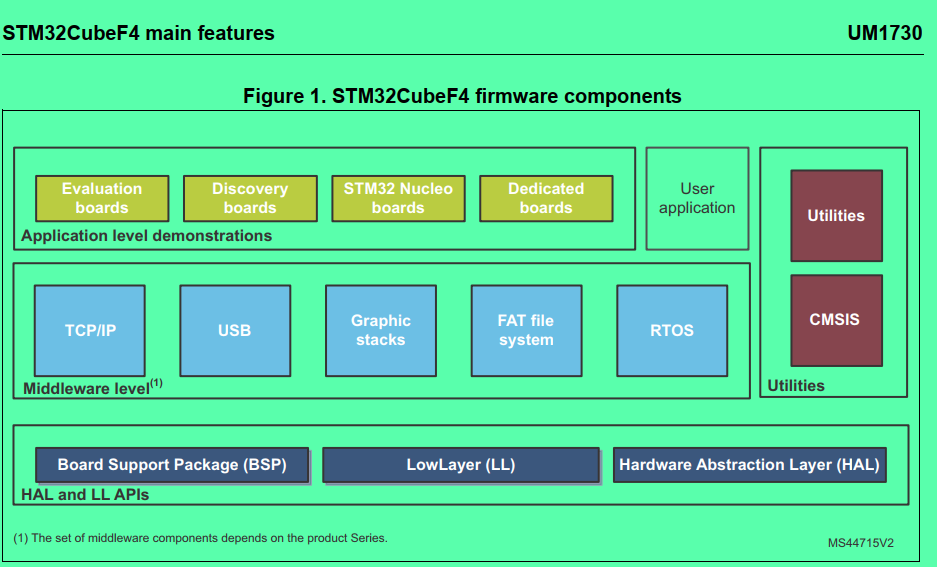 STM32CubeF4 main features
UM1730
Figure 1. STM32CubeF4 firmware components
Evaluation
boards
Discovery
boards
STM32 Nucleo
boards
Dedicated
boards
Application level demonstrations
User
application
Utilities
CMSIS
Utilities
TCP/IP
USB
Graphic
stacks
FAT file
system
RTOS
Middleware level(1)
Board Support Package (BSP)
LowLayer (LL)
Hardware Abstraction Layer (HAL)
HAL and LL APIs
(1) The set of middleware components depends on the product Series.
MS44715V2